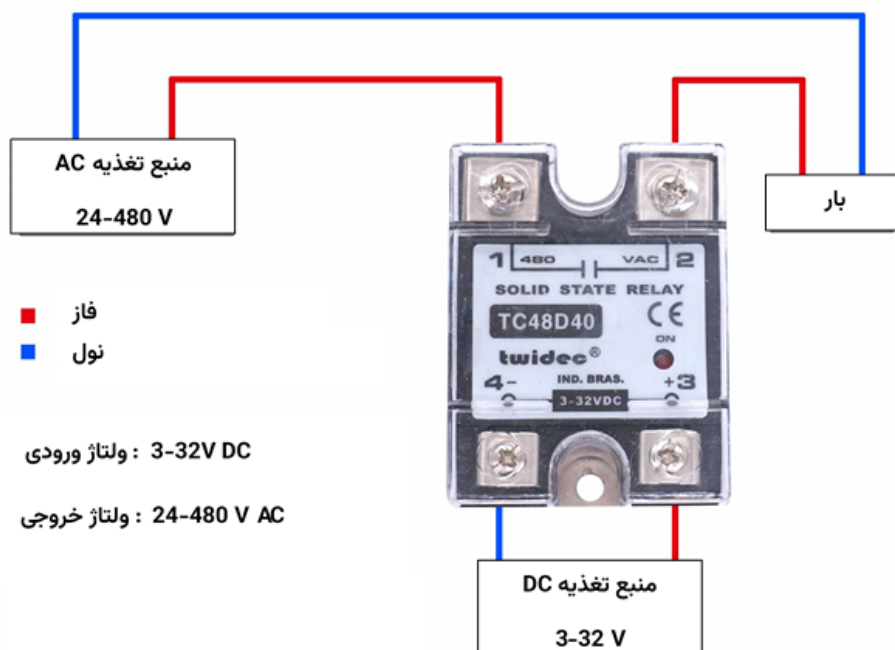 منبع تغذیه AC
24-480 V
بار
1 480 VAC 2
SOLID STATE RELAY
TC48D40 CE
ON
twidec®
4- IND. BRAS. +3
3-32VDC
فاز
نول
ولتاژ ورودی : 3-32V DC
ولتاژ خروجی : 24-480 V AC
منبع تغذیه DC
3-32 V